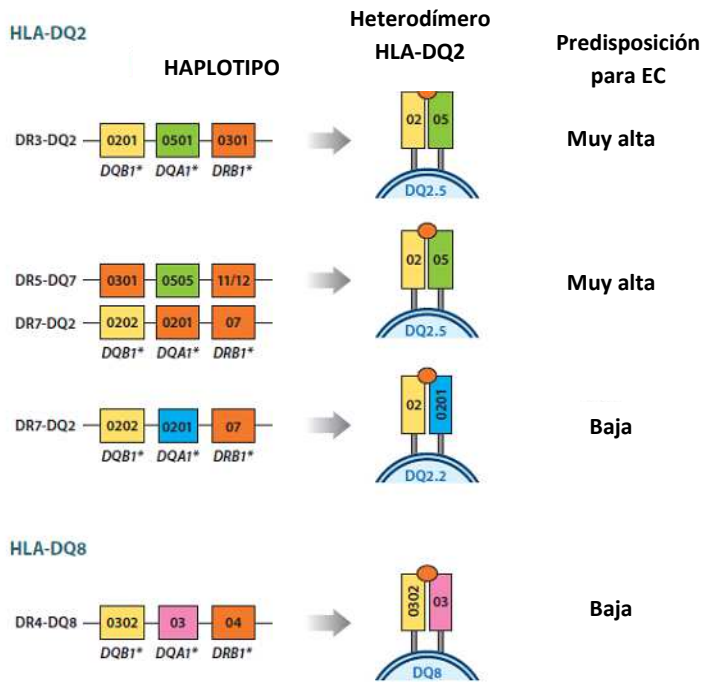 HLA-DQ2
HAPLOTIPO
Heterodímero
HLA-DQ2
Predisposición
para EC
DR3-DQ2 0201 0501 0301
DQB1* DQA1* DRB1*
02 05
DQ2.5
Muy alta
DR5-DQ7 0301 0505 11/12
DR7-DQ2 0202 0201 07
DQB1* DQA1* DRB1*
02 05
DQ2.5
Muy alta
DR7-DQ2 0202 0201 07
DQB1* DQA1* DRB1*
02 0201
DQ2.2
Baja
HLA-DQ8
DR4-DQ8 0302 03 04
DQB1* DQA1* DRB1*
0302 03
DQ8
Baja